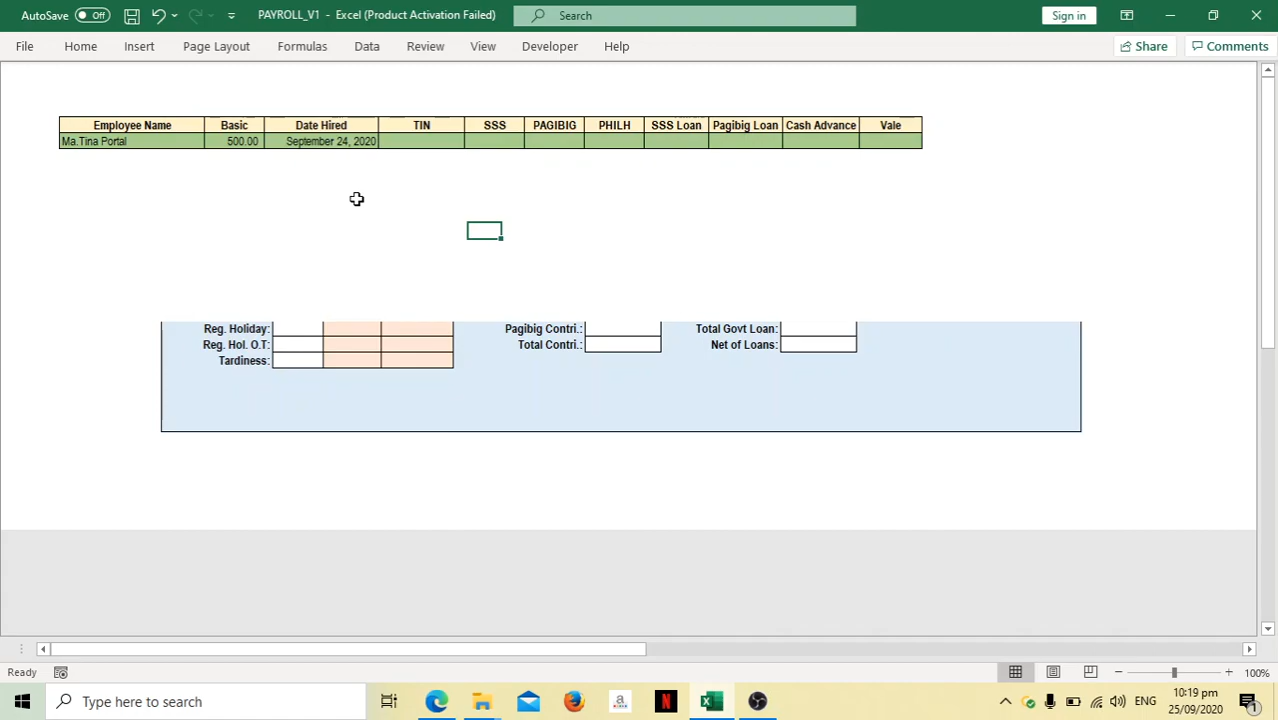 AutoSave Off PAYROLL_V1 - Excel (Product Activation Failed) Search Sign in
File Home Insert Page Layout Formulas Data Review View Developer Help Share Comments
Employee Name Basic Date Hired TIN SSS PAGIBIG PHILH SSS Loan Pagibig Loan Cash Advance Vale
Ma.Tina Portal 500.00 September 24, 2020
Reg. Holiday: Pagibig Contri.: Total Govt Loan:
Reg. Hol. O.T: Total Contri.: Net of Loans:
Tardiness:
Ready 100%
Type here to search a ENG 10:19 pm
25/09/2020 1